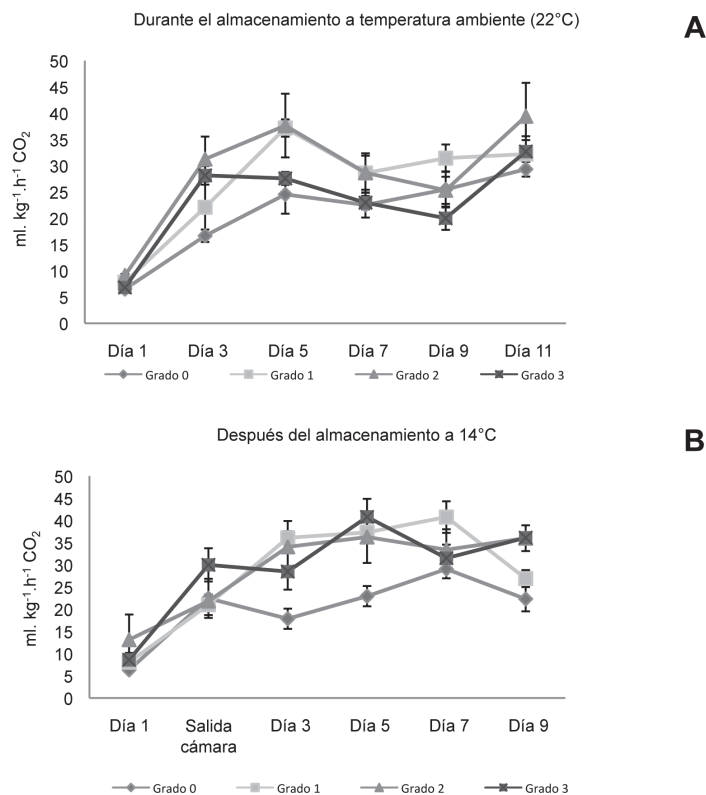 Durante el almacenamiento a temperatura ambiente (22°C)
A
ml. kg⁻¹.h⁻¹ CO₂
50
45
40
35
30
25
20
15
10
5
0
Día 1 Día 3 Día 5 Día 7 Día 9 Día 11
Grado 0 Grado 1 Grado 2 Grado 3
Después del almacenamiento a 14°C
B
ml. kg⁻¹.h⁻¹ CO₂
50
45
40
35
30
25
20
15
10
5
0
Día 1 Salida Día 3 Día 5 Día 7 Día 9
cámara
Grado 0 Grado 1 Grado 2 Grado 3